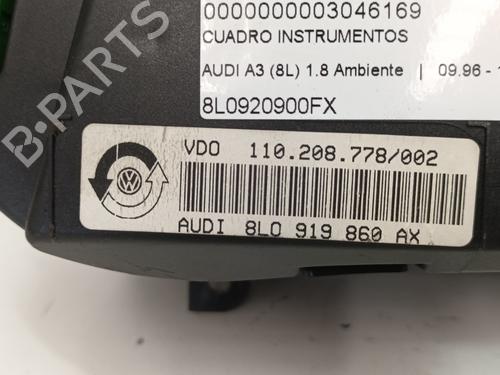 0000000003046169
CUADRO INSTRUMENTOS
AUDI A3 (8L) 1.8 Ambiente | 09.96 -
8L0920900FX
VDO 110.208.778/002
AUDI 8L0 919 860 AX
B-PARTS